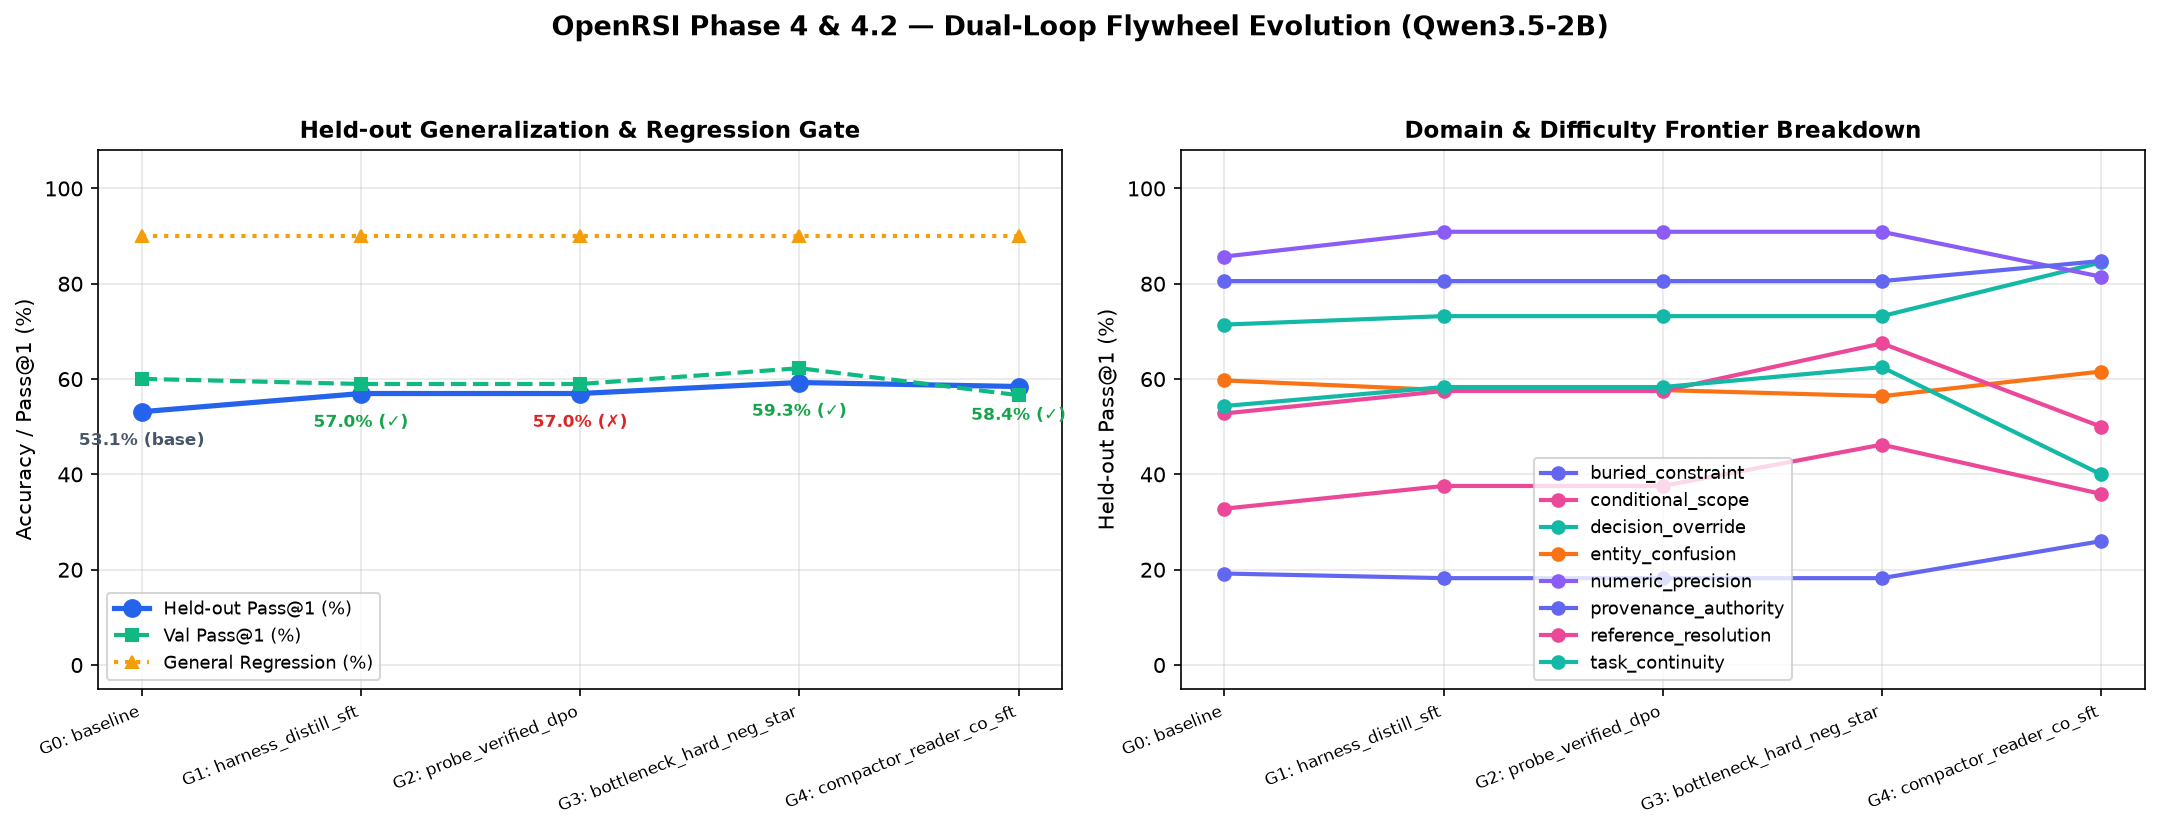 OpenRSI Phase 4 & 4.2 — Dual-Loop Flywheel Evolution (Qwen3.5-2B)
Held-out Generalization & Regression Gate
Accuracy / Pass@1 (%)
100
80
60
40
20
0
53.1% (base)
57.0% (✓)
57.0% (✗)
59.3% (✓)
58.4% (✓)
Held-out Pass@1 (%)
Val Pass@1 (%)
General Regression (%)
G0: baseline
G1: harness_distill_sft
G2: probe_verified_dpo
G3: bottleneck_hard_neg_star
G4: compactor_reader_co_sft
Domain & Difficulty Frontier Breakdown
Held-out Pass@1 (%)
100
80
60
40
20
0
buried_constraint
conditional_scope
decision_override
entity_confusion
numeric_precision
provenance_authority
reference_resolution
task_continuity
G0: baseline
G1: harness_distill_sft
G2: probe_verified_dpo
G3: bottleneck_hard_neg_star
G4: compactor_reader_co_sft